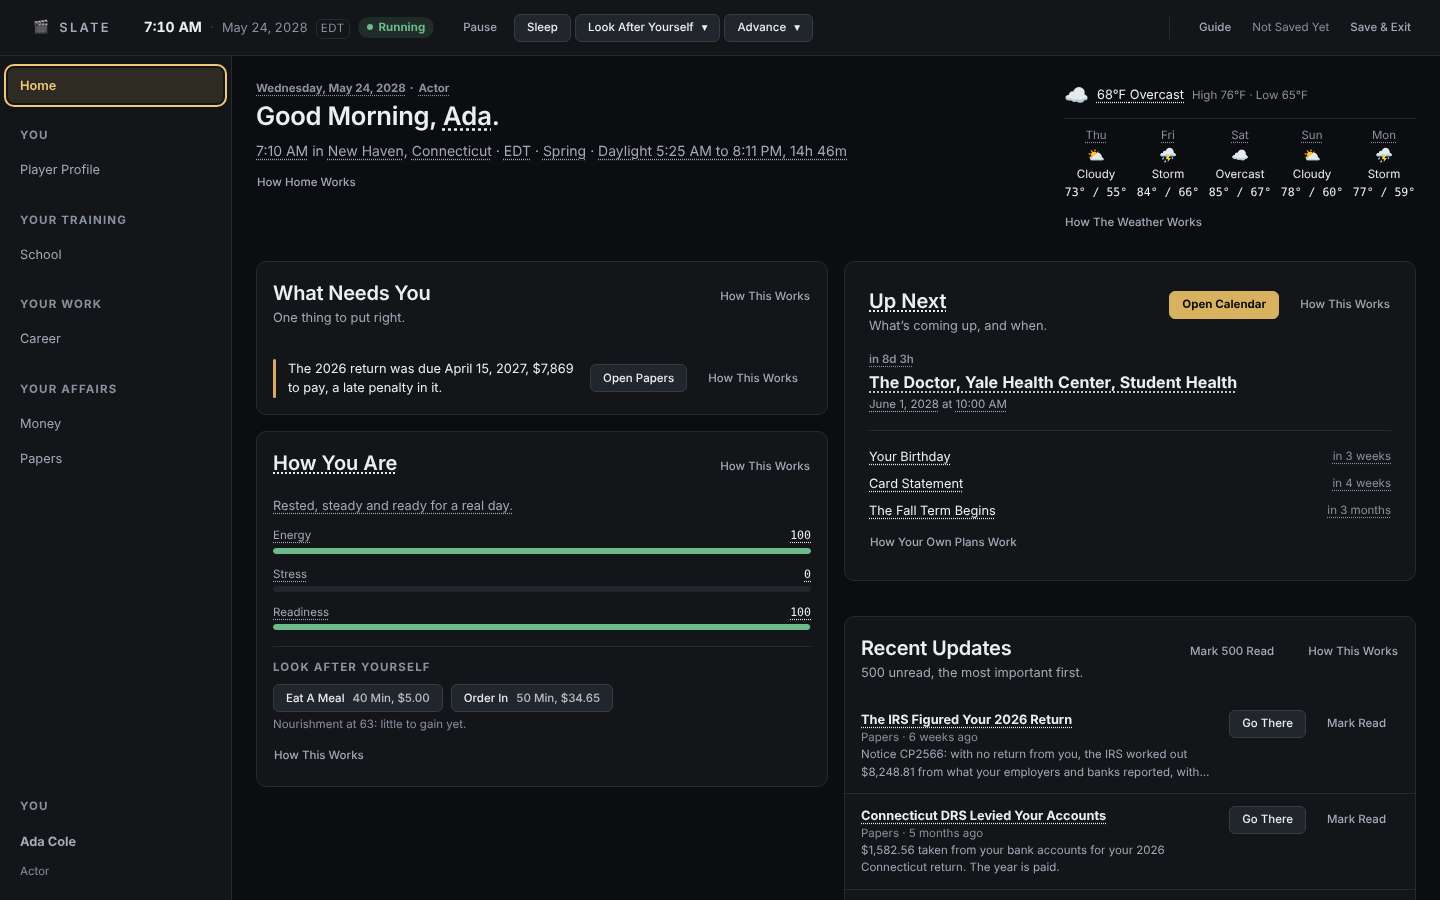 SLATE
7:10 AM · May 24, 2028 EDT Running
Pause Sleep Look After Yourself ▾ Advance ▾
Guide Not Saved Yet Save & Exit
Home
YOU
Player Profile
YOUR TRAINING
School
YOUR WORK
Career
YOUR AFFAIRS
Money
Papers
YOU
Ada Cole
Actor
Wednesday, May 24, 2028 · Actor
Good Morning, Ada.
7:10 AM in New Haven, Connecticut · EDT · Spring · Daylight 5:25 AM to 8:11 PM, 14h 46m
How Home Works
68°F Overcast High 76°F · Low 65°F
Thu Fri Sat Sun Mon
Cloudy Storm Overcast Cloudy Storm
73° / 55° 84° / 66° 85° / 67° 78° / 60° 77° / 59°
How The Weather Works
What Needs You
How This Works
One thing to put right.
The 2026 return was due April 15, 2027, $7,869
to pay, a late penalty in it.
Open Papers How This Works
How You Are
How This Works
Rested, steady and ready for a real day.
Energy 100
Stress 0
Readiness 100
LOOK AFTER YOURSELF
Eat A Meal 40 Min, $5.00 Order In 50 Min, $34.65
Nourishment at 63: little to gain yet.
How This Works
Up Next
Open Calendar How This Works
What's coming up, and when.
in 8d 3h
The Doctor, Yale Health Center, Student Health
June 1, 2028 at 10:00 AM
Your Birthday in 3 weeks
Card Statement in 4 weeks
The Fall Term Begins in 3 months
How Your Own Plans Work
Recent Updates
Mark 500 Read How This Works
500 unread, the most important first.
The IRS Figured Your 2026 Return
Go There Mark Read
Papers · 6 weeks ago
Notice CP2566: with no return from you, the IRS worked out
$8,248.81 from what your employers and banks reported, with...
Connecticut DRS Levied Your Accounts
Go There Mark Read
Papers · 5 months ago
$1,582.56 taken from your bank accounts for your 2026
Connecticut return. The year is paid.